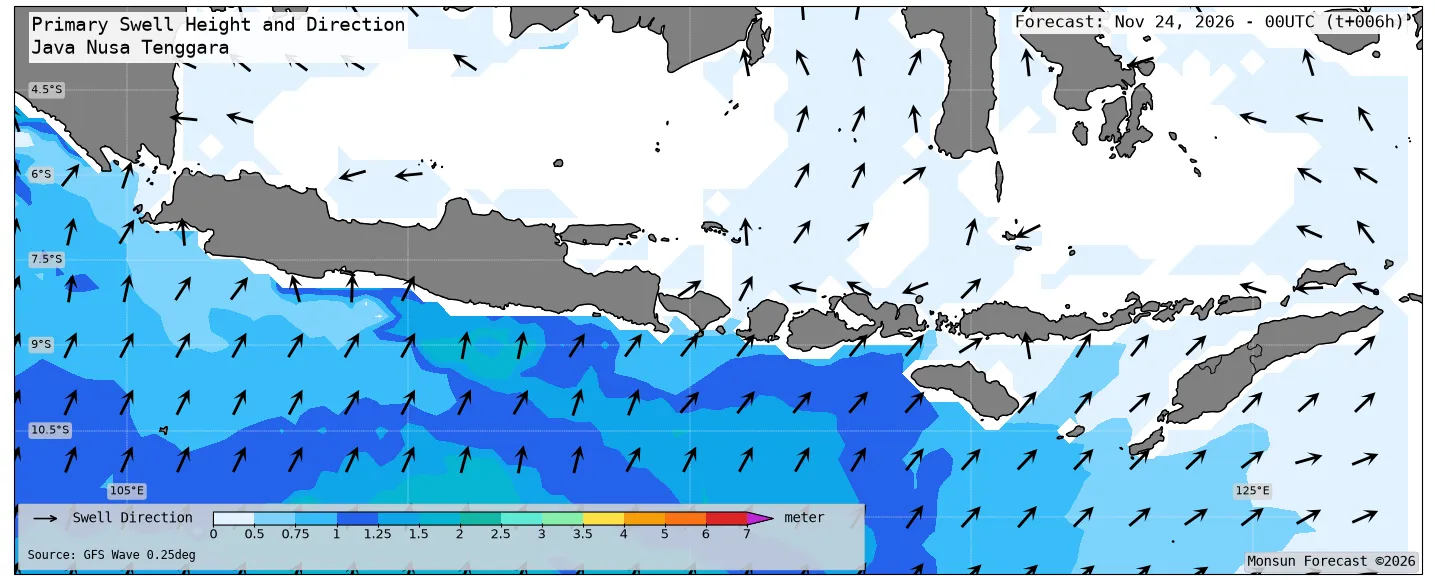 Primary Swell Height and Direction
Java Nusa Tenggara
Forecast: Nov 24, 2026 - 00UTC (t+006h)
4.5°S
6°S
7.5°S
9°S
10.5°S
105°E
125°E
Swell Direction
0 0.5 0.75 1 1.25 1.5 2 2.5 3 3.5 4 5 6 7
meter
Source: GFS Wave 0.25deg
Monsun Forecast ©2026